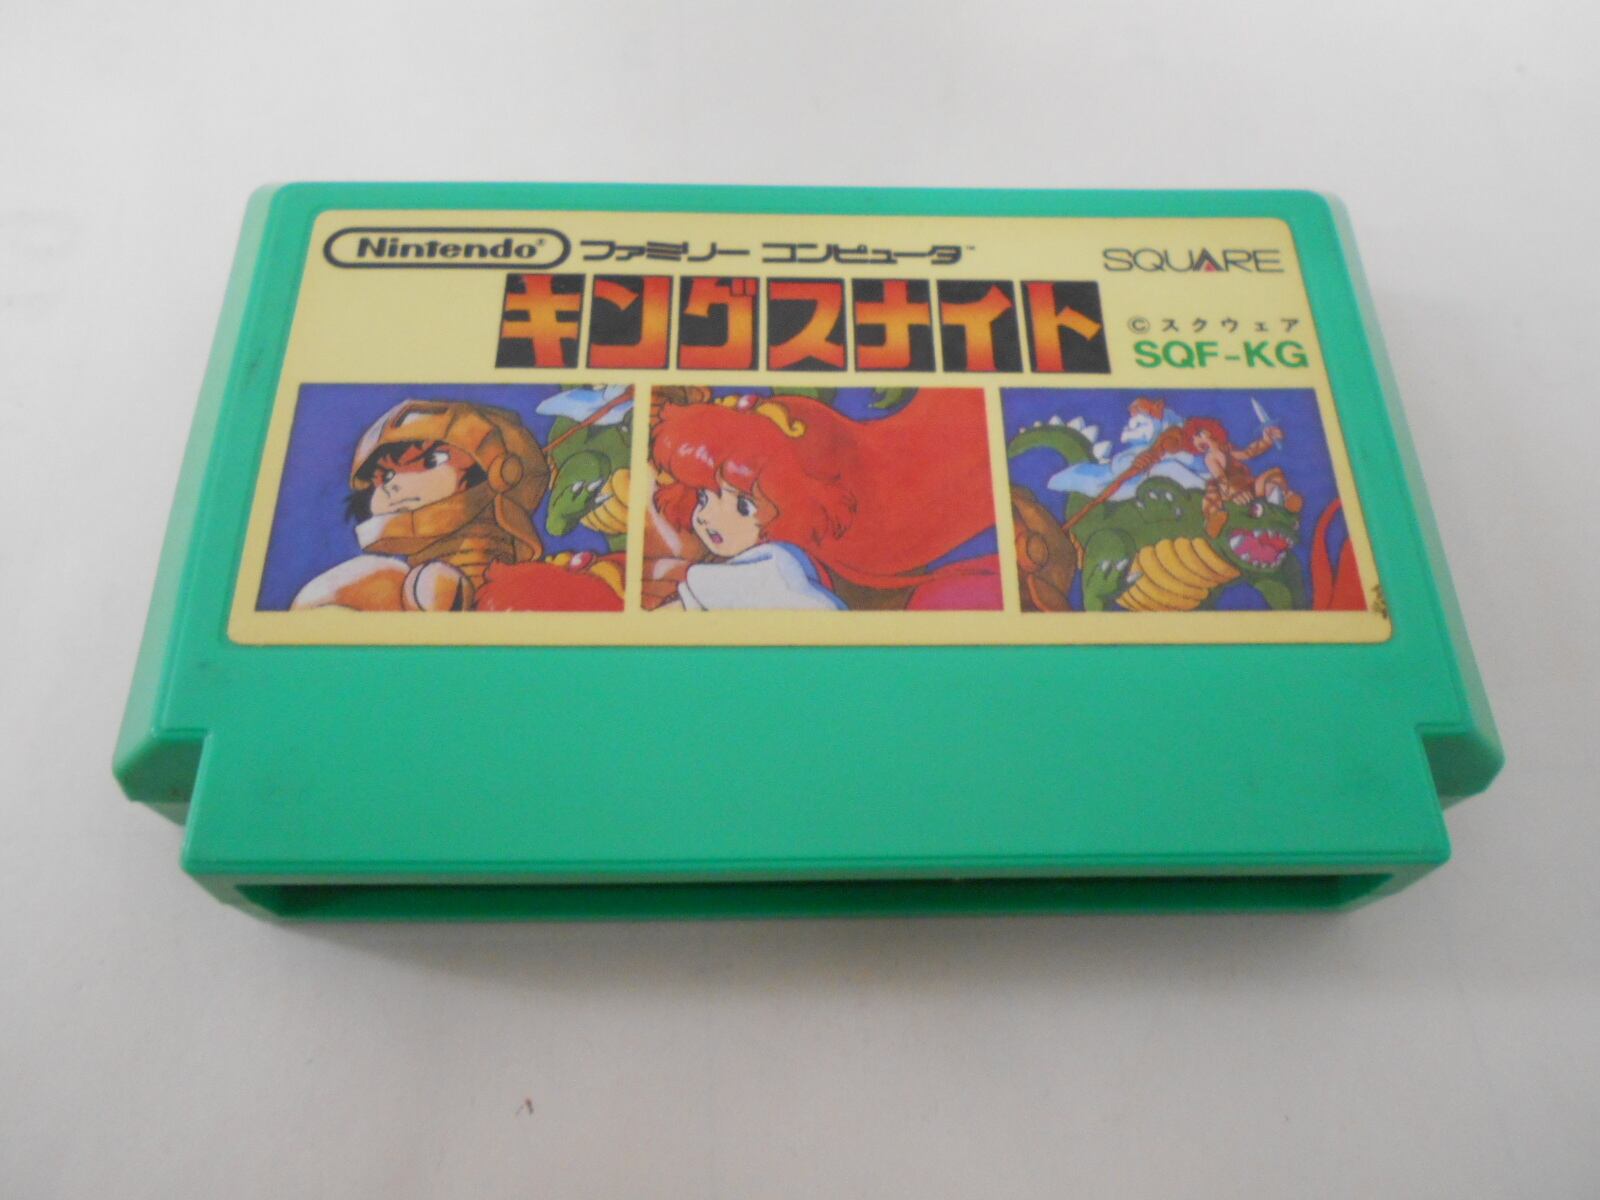 Nintendo® ファミリー コンピュータ™
SQUARE
キングスナイト
© スクウェア
SQF-KG